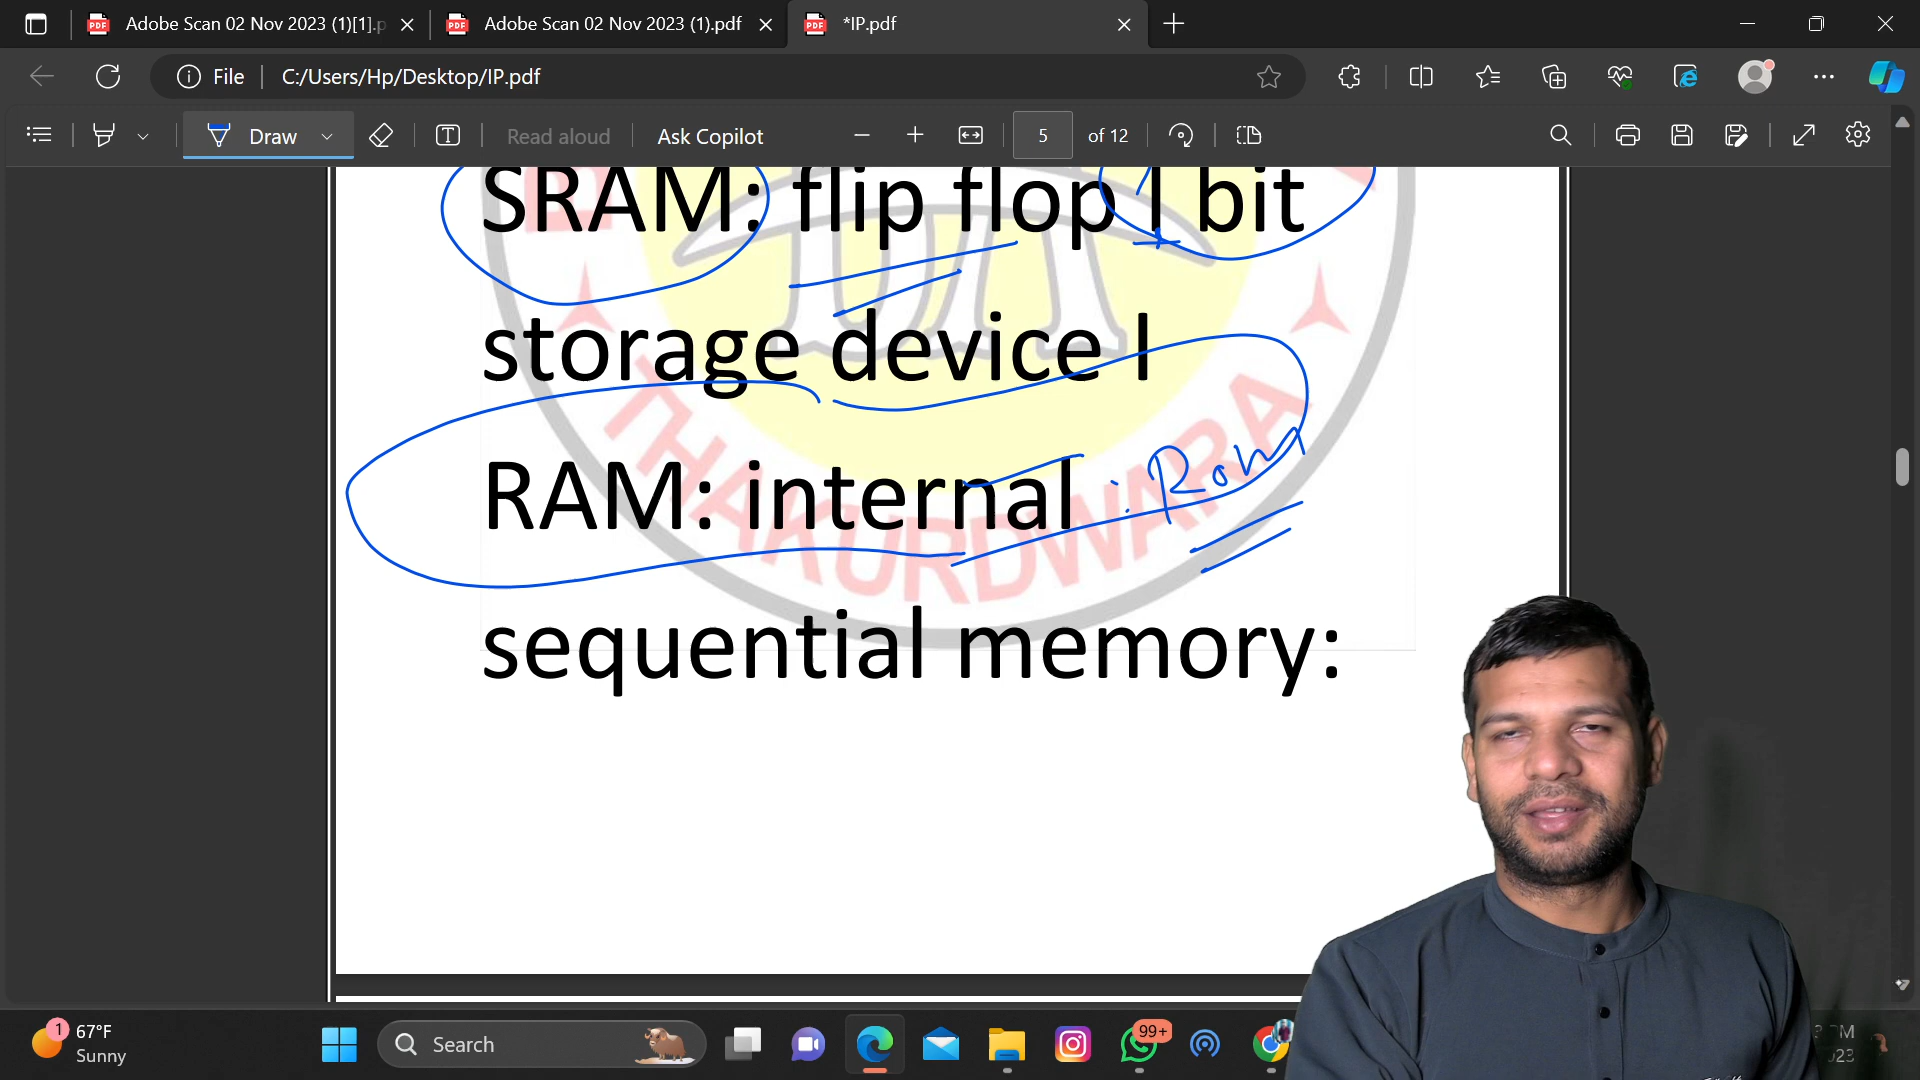 Adobe Scan 02 Nov 2023 (1)[1].p
Adobe Scan 02 Nov 2023 (1).pdf
*IP.pdf
File
C:/Users/Hp/Desktop/IP.pdf
Draw
Read aloud
Ask Copilot
5
of 12
SRAM: flip flop I bit
storage device I
RAM: internal : Rom
sequential memory:
THAKURDWARA
1
67°F
Sunny
Search
99+